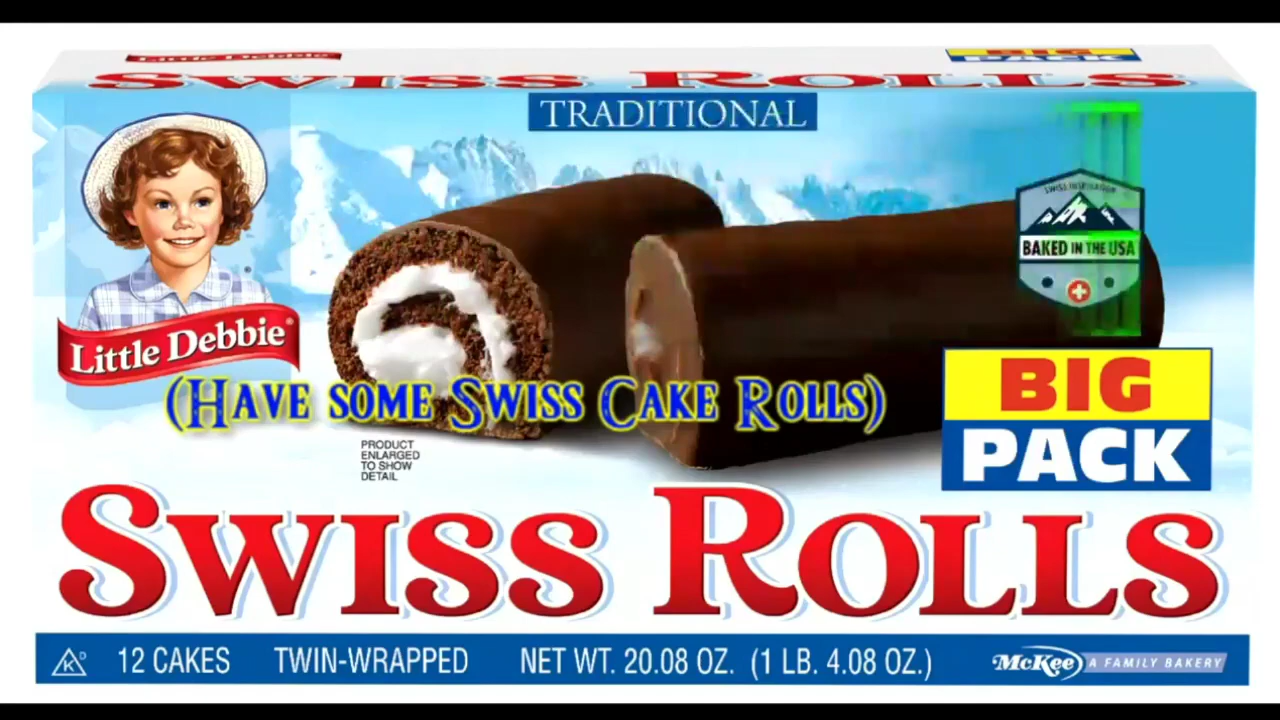 Little Debbie
BIG
PACK
SWISS ROLLS
TRADITIONAL
SWISS INSPIRATION
BAKED IN THE USA
Little Debbie®
(HAVE SOME SWISS CAKE ROLLS)
BIG
PACK
PRODUCT
ENLARGED
TO SHOW
DETAIL
SWISS ROLLS
K D 12 CAKES TWIN-WRAPPED NET WT. 20.08 OZ. (1 LB. 4.08 OZ.) McKee A FAMILY BAKERY